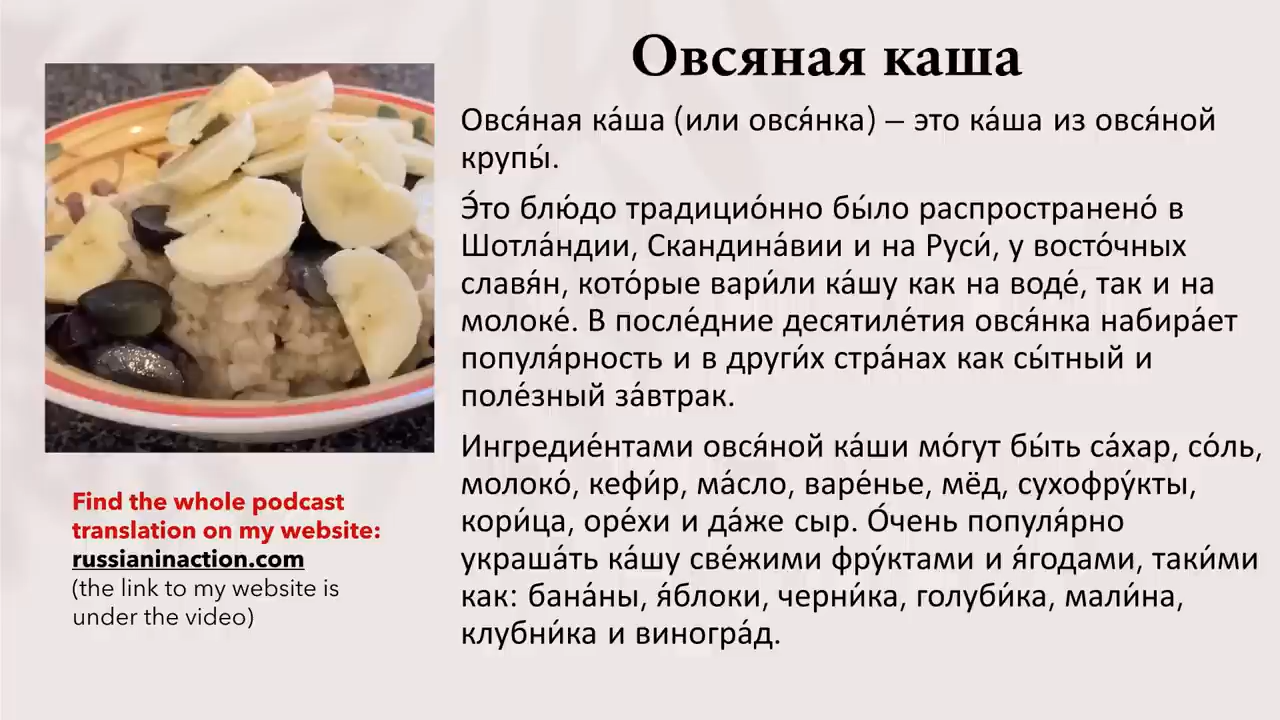 Овсяная каша
Овся́ная ка́ша (или овся́нка) – это ка́ша из овся́ной
крупы́.
Э́то блю́до традицио́нно бы́ло распространено́ в
Шотла́ндии, Скандина́вии и на Руси́, у восто́чных
славя́н, кото́рые вари́ли ка́шу как на воде́, так и на
молоке́. В после́дние десятиле́тия овся́нка набира́ет
популя́рность и в други́х стра́нах как сы́тный и
поле́зный за́втрак.
Ингредие́нтами овся́ной ка́ши мо́гут бы́ть са́хар, со́ль,
молоко́, кефи́р, ма́сло, варе́нье, мёд, сухофру́кты,
кори́ца, оре́хи и да́же сыр. О́чень популя́рно
украша́ть ка́шу све́жими фру́ктами и я́годами, таки́ми
как: бана́ны, я́блоки, черни́ка, голуби́ка, мали́на,
клубни́ка и виногра́д.
Find the whole podcast
translation on my website:
russianinaction.com
(the link to my website is
under the video)